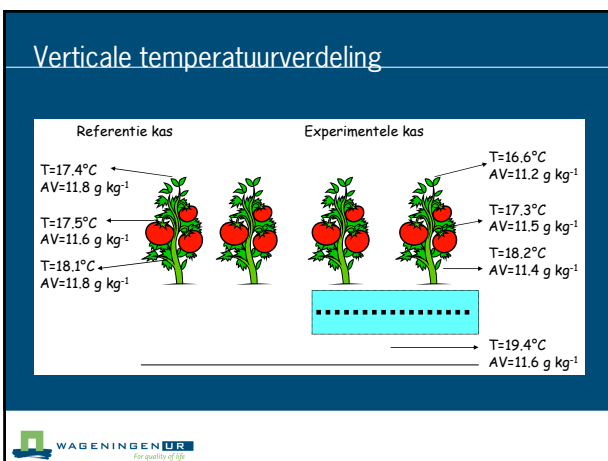 Verticale temperatuurverdeling
Referentie kas
T=17.4°C
AV=11.8 g kg⁻¹
T=17.5°C
AV=11.6 g kg⁻¹
T=18.1°C
AV=11.8 g kg⁻¹
Experimentele kas
T=16.6°C
AV=11.2 g kg⁻¹
T=17.3°C
AV=11.5 g kg⁻¹
T=18.2°C
AV=11.4 g kg⁻¹
T=19.4°C
AV=11.6 g kg⁻¹
WAGENINGEN UR
For quality of life